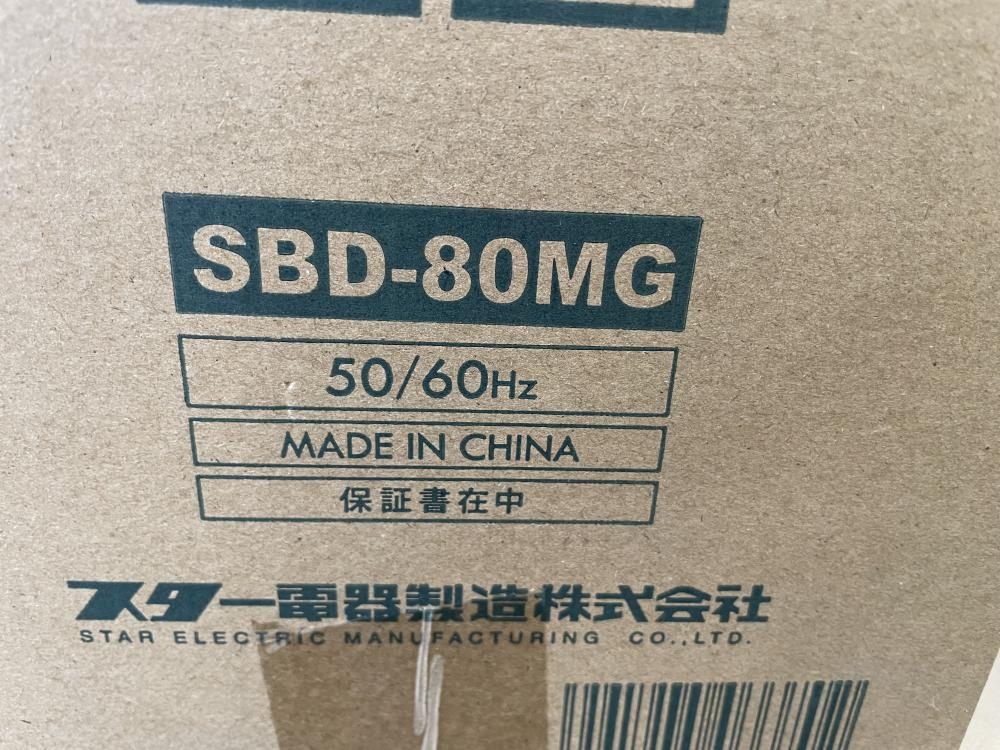 SBD-80MG
50/60Hz
MADE IN CHINA
保証書在中
スター電器製造株式会社
STAR ELECTRIC MANUFACTURING CO.,LTD.